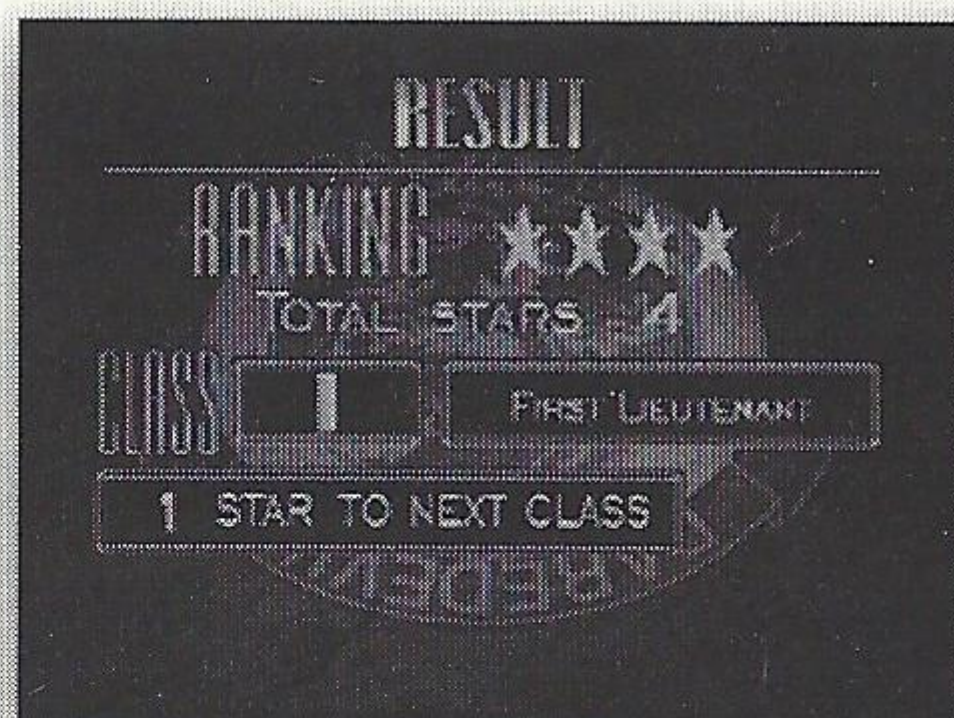 RESULT
RANKING
TOTAL STARS 4
CLASS FIRST LIEUTENANT
1 STAR TO NEXT CLASS